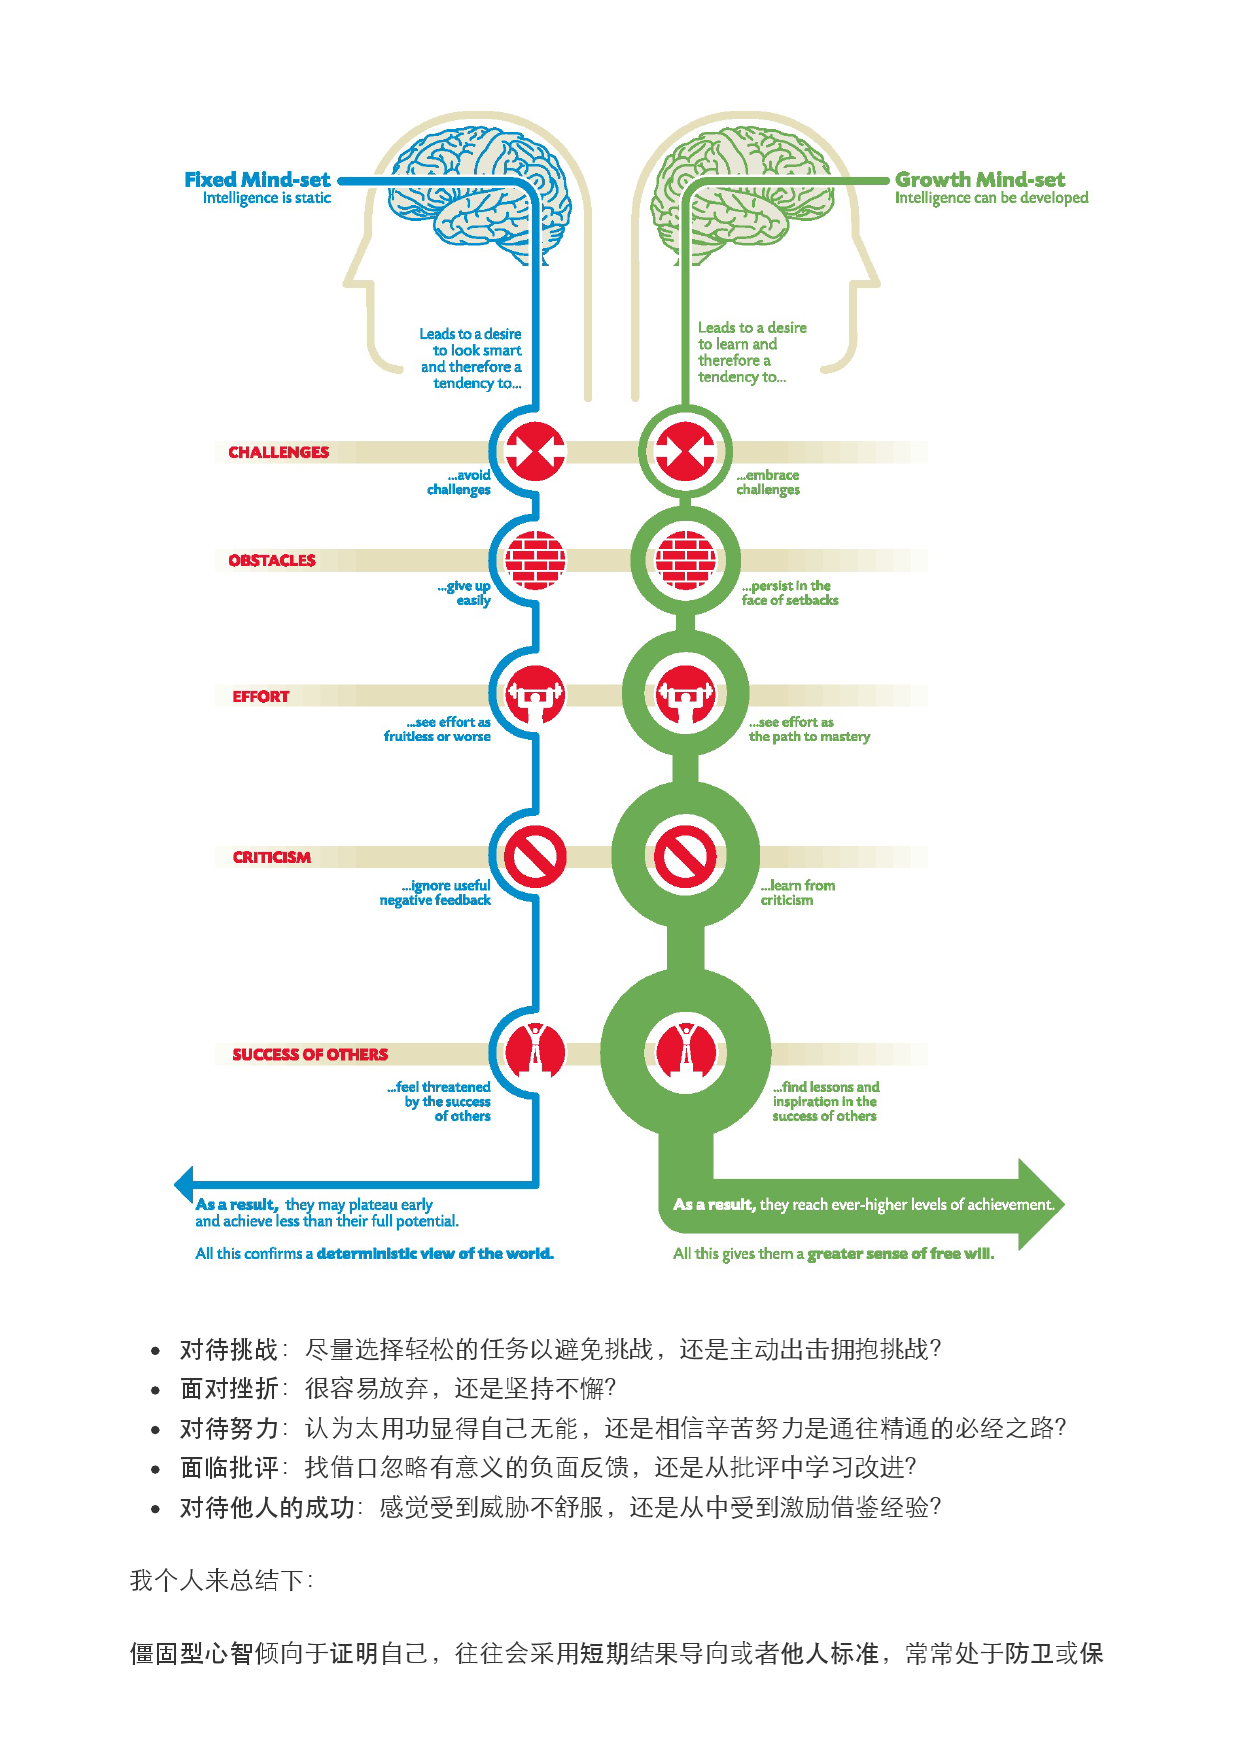 Fixed Mind-set
Intelligence is static
Growth Mind-set
Intelligence can be developed
Leads to a desire
to look smart
and therefore a
tendency to...
Leads to a desire
to learn and
therefore a
tendency to...
CHALLENGES
...avoid
challenges
...embrace
challenges
OBSTACLES
...give up
easily
...persist in the
face of setbacks
EFFORT
...see effort as
fruitless or worse
...see effort as
the path to mastery
CRITICISM
...ignore useful
negative feedback
...learn from
criticism
SUCCESS OF OTHERS
...feel threatened
by the success
of others
...find lessons and
inspiration in the
success of others
As a result, they may plateau early
and achieve less than their full potential.
All this confirms a deterministic view of the world.
As a result, they reach ever-higher levels of achievement.
All this gives them a greater sense of free will.
• 对待挑战：尽量选择轻松的任务以避免挑战，还是主动出击拥抱挑战？
• 面对挫折：很容易放弃，还是坚持不懈？
• 对待努力：认为太用功显得自己无能，还是相信辛苦努力是通往精通的必经之路？
• 面临批评：找借口忽略有意义的负面反馈，还是从批评中学习改进？
• 对待他人的成功：感觉受到威胁不舒服，还是从中受到激励借鉴经验？
我个人来总结下：
僵固型心智倾向于证明自己，往往会采用短期结果导向或者他人标准，常常处于防卫或保